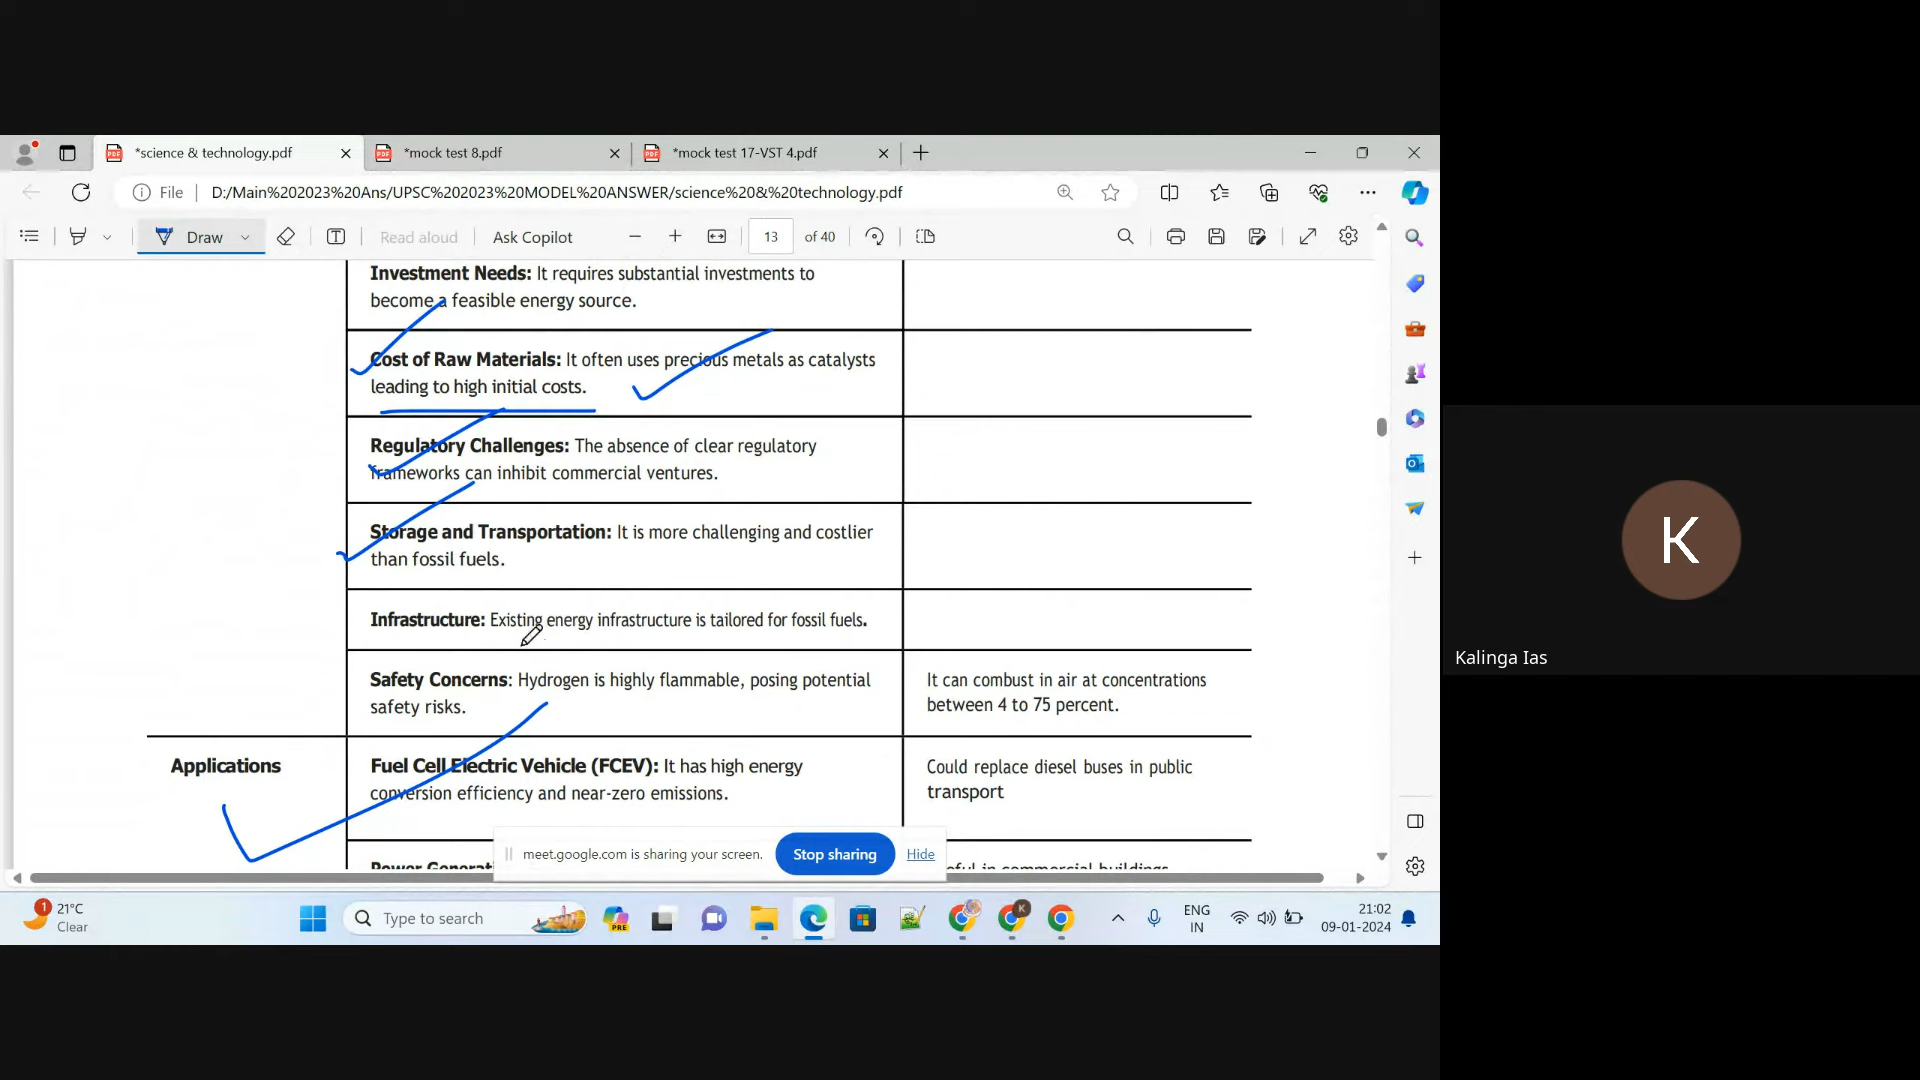 *science & technology.pdf
*mock test 8.pdf
*mock test 17-VST 4.pdf
File
D:/Main%202023%20Ans/UPSC%202023%20MODEL%20ANSWER/science%20&%20technology.pdf
Draw
Read aloud
Ask Copilot
13
of 40
Investment Needs: It requires substantial investments to
become a feasible energy source.
Cost of Raw Materials: It often uses precious metals as catalysts
leading to high initial costs.
Regulatory Challenges: The absence of clear regulatory
frameworks can inhibit commercial ventures.
Storage and Transportation: It is more challenging and costlier
than fossil fuels.
Infrastructure: Existing energy infrastructure is tailored for fossil fuels.
Safety Concerns: Hydrogen is highly flammable, posing potential
safety risks.
It can combust in air at concentrations
between 4 to 75 percent.
Applications
Fuel Cell Electric Vehicle (FCEV): It has high energy
conversion efficiency and near-zero emissions.
Could replace diesel buses in public
transport
in commercial buildings
meet.google.com is sharing your screen.
Stop sharing
Hide
K
Kalinga Ias
1
21°C
Clear
Type to search
PRE
K
ENG
IN
21:02
09-01-2024